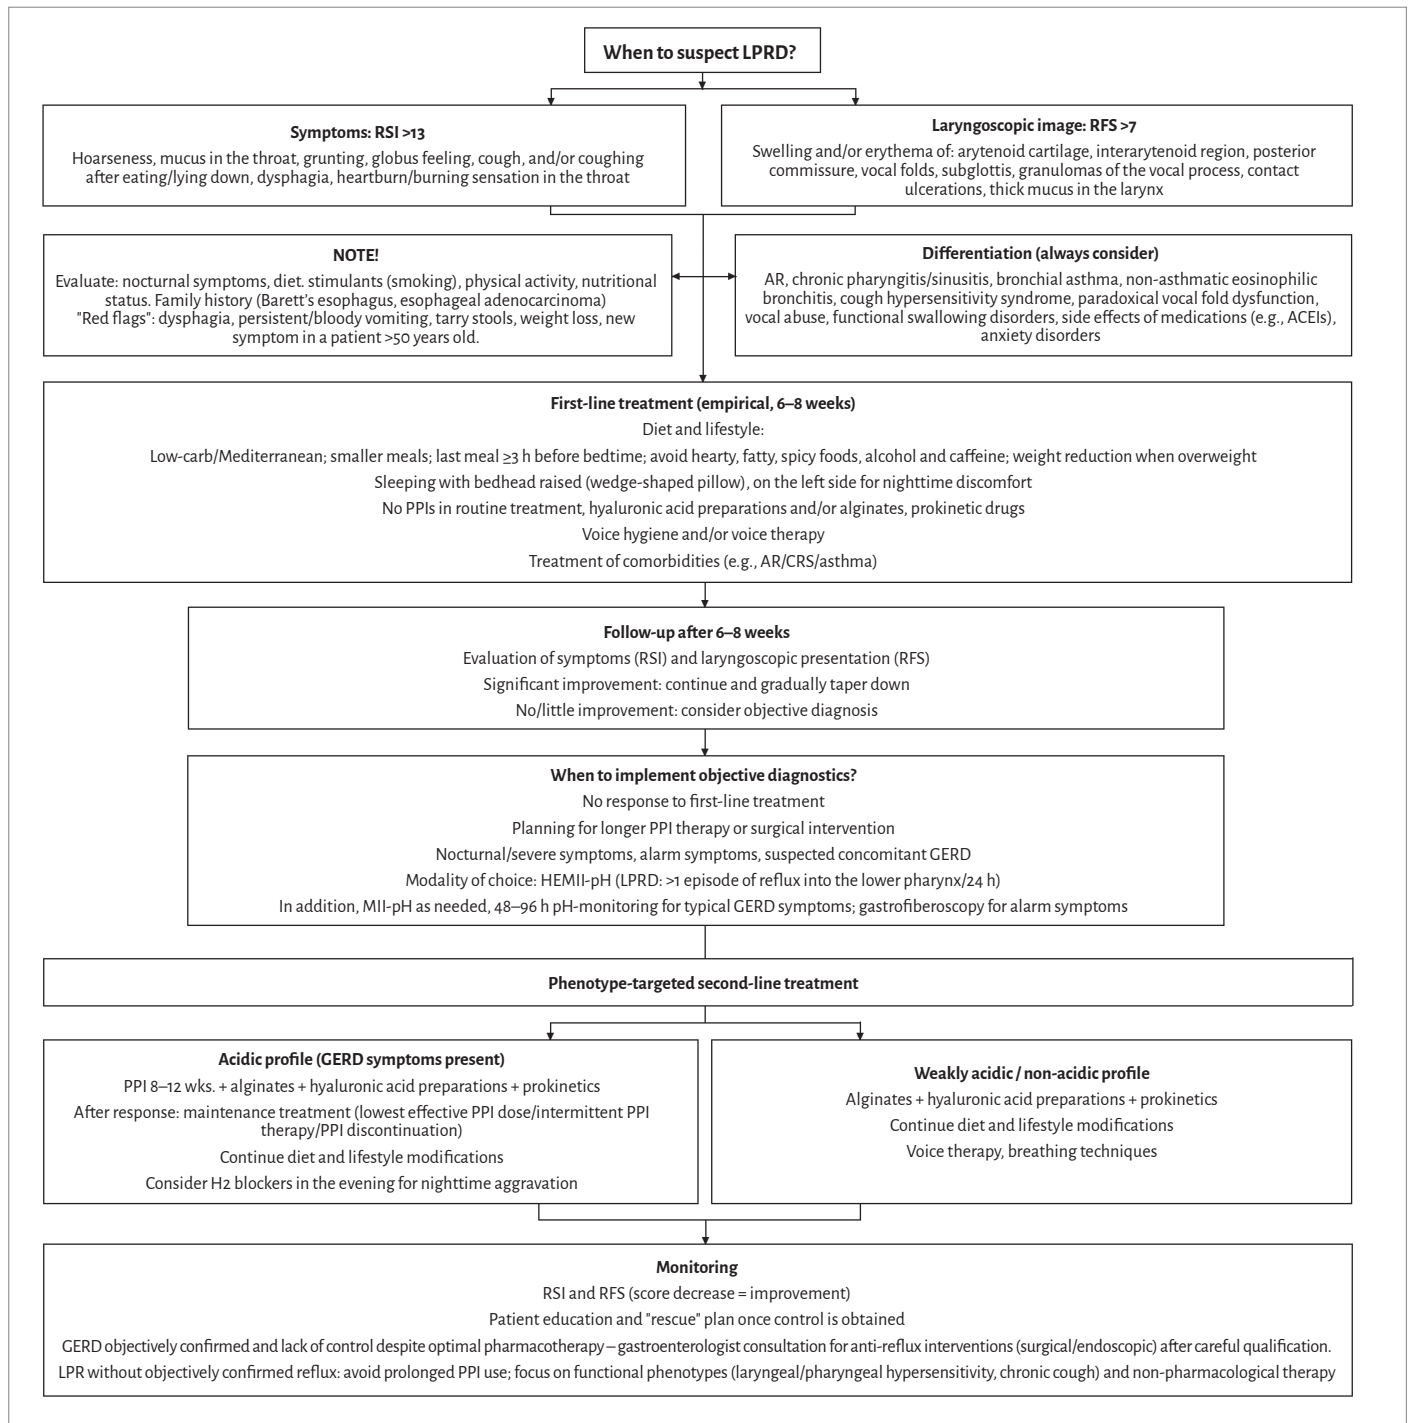 When to suspect LPRD?
Symptoms: RSI >13
Hoarseness, mucus in the throat, grunting, globus feeling, cough, and/or coughing
after eating/lying down, dysphagia, heartburn/burning sensation in the throat
Laryngoscopic image: RFS >7
Swelling and/or erythema of: arytenoid cartilage, interarytenoid region, posterior
commissure, vocal folds, subglottis, granulomas of the vocal process, contact
ulcerations, thick mucus in the larynx
NOTE!
Evaluate: nocturnal symptoms, diet. stimulants (smoking), physical activity, nutritional
status. Family history (Barett's esophagus, esophageal adenocarcinoma)
"Red flags": dysphagia, persistent/bloody vomiting, tarry stools, weight loss, new
symptom in a patient >50 years old.
Differentiation (always consider)
AR, chronic pharyngitis/sinusitis, bronchial asthma, non-asthmatic eosinophilic
bronchitis, cough hypersensitivity syndrome, paradoxical vocal fold dysfunction,
vocal abuse, functional swallowing disorders, side effects of medications (e.g., ACEIs),
anxiety disorders
First-line treatment (empirical, 6–8 weeks)
Diet and lifestyle:
Low-carb/Mediterranean; smaller meals; last meal ≥3 h before bedtime; avoid hearty, fatty, spicy foods, alcohol and caffeine; weight reduction when overweight
Sleeping with bedhead raised (wedge-shaped pillow), on the left side for nighttime discomfort
No PPIs in routine treatment, hyaluronic acid preparations and/or alginates, prokinetic drugs
Voice hygiene and/or voice therapy
Treatment of comorbidities (e.g., AR/CRS/asthma)
Follow-up after 6–8 weeks
Evaluation of symptoms (RSI) and laryngoscopic presentation (RFS)
Significant improvement: continue and gradually taper down
No/little improvement: consider objective diagnosis
When to implement objective diagnostics?
No response to first-line treatment
Planning for longer PPI therapy or surgical intervention
Nocturnal/severe symptoms, alarm symptoms, suspected concomitant GERD
Modality of choice: HEMII-pH (LPRD: >1 episode of reflux into the lower pharynx/24 h)
In addition, MII-pH as needed, 48–96 h pH-monitoring for typical GERD symptoms; gastrofiberoscopy for alarm symptoms
Phenotype-targeted second-line treatment
Acidic profile (GERD symptoms present)
PPI 8–12 wks. + alginates + hyaluronic acid preparations + prokinetics
After response: maintenance treatment (lowest effective PPI dose/intermittent PPI
therapy/PPI discontinuation)
Continue diet and lifestyle modifications
Consider H2 blockers in the evening for nighttime aggravation
Weakly acidic / non-acidic profile
Alginates + hyaluronic acid preparations + prokinetics
Continue diet and lifestyle modifications
Voice therapy, breathing techniques
Monitoring
RSI and RFS (score decrease = improvement)
Patient education and "rescue" plan once control is obtained
GERD objectively confirmed and lack of control despite optimal pharmacotherapy – gastroenterologist consultation for anti-reflux interventions (surgical/endoscopic) after careful qualification.
LPR without objectively confirmed reflux: avoid prolonged PPI use; focus on functional phenotypes (laryngeal/pharyngeal hypersensitivity, chronic cough) and non-pharmacological therapy